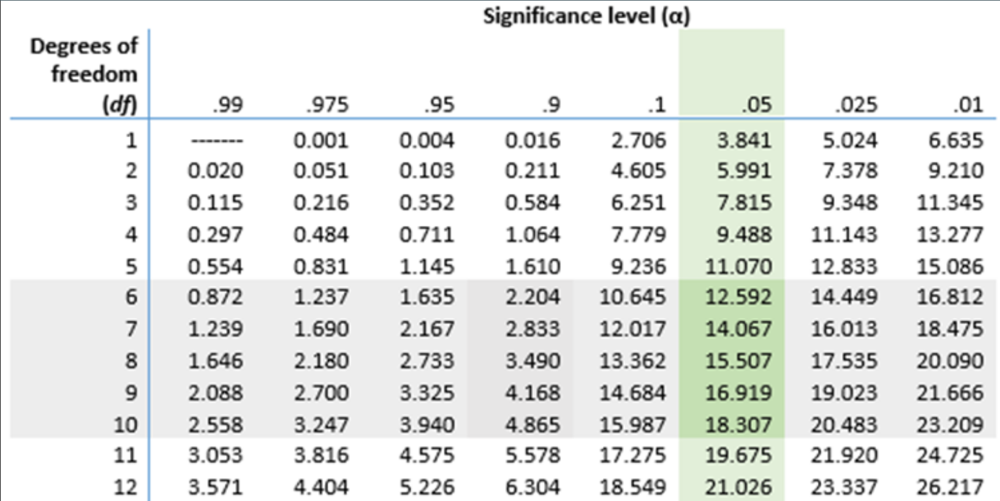 Significance level (α)
Degrees of
freedom
(df) .99 .975 .95 .9 .1 .05 .025 .01
1 ------- 0.001 0.004 0.016 2.706 3.841 5.024 6.635
2 0.020 0.051 0.103 0.211 4.605 5.991 7.378 9.210
3 0.115 0.216 0.352 0.584 6.251 7.815 9.348 11.345
4 0.297 0.484 0.711 1.064 7.779 9.488 11.143 13.277
5 0.554 0.831 1.145 1.610 9.236 11.070 12.833 15.086
6 0.872 1.237 1.635 2.204 10.645 12.592 14.449 16.812
7 1.239 1.690 2.167 2.833 12.017 14.067 16.013 18.475
8 1.646 2.180 2.733 3.490 13.362 15.507 17.535 20.090
9 2.088 2.700 3.325 4.168 14.684 16.919 19.023 21.666
10 2.558 3.247 3.940 4.865 15.987 18.307 20.483 23.209
11 3.053 3.816 4.575 5.578 17.275 19.675 21.920 24.725
12 3.571 4.404 5.226 6.304 18.549 21.026 23.337 26.217